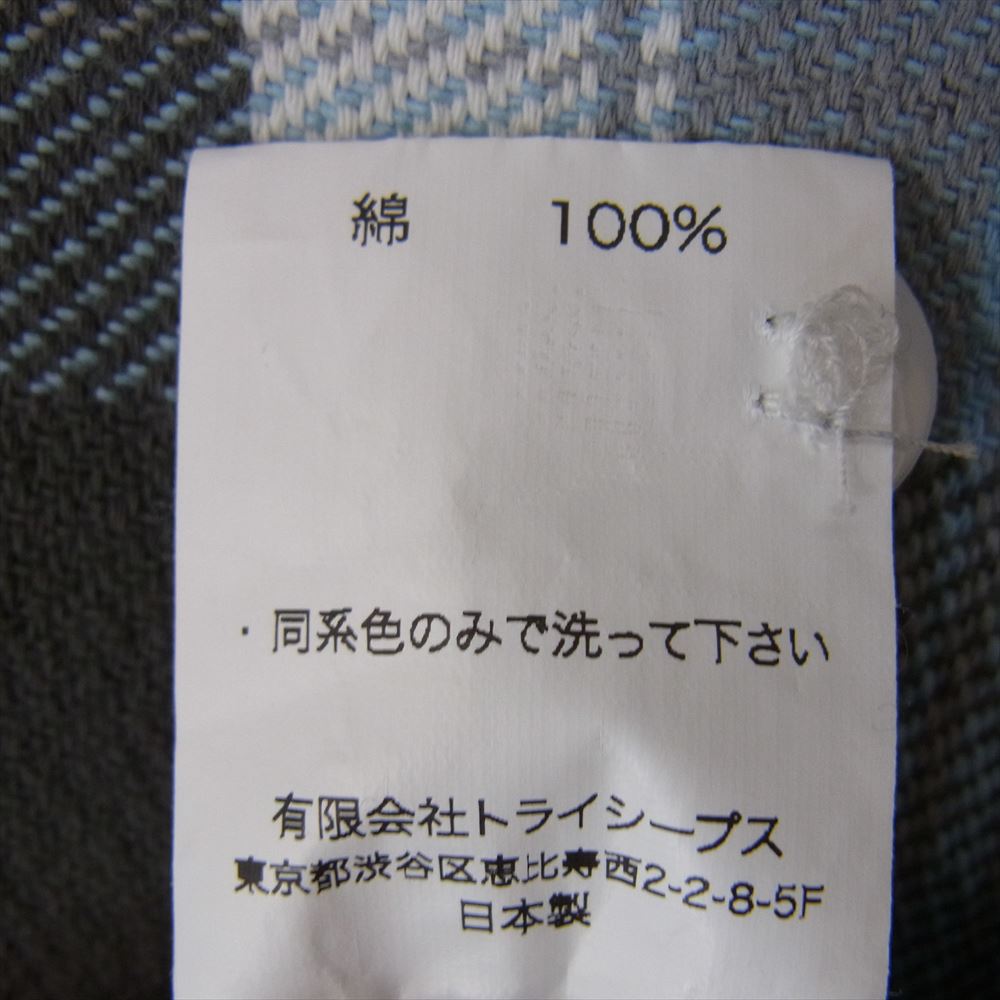 綿 100%
・同系色のみで洗って下さい
有限会社トライシープス
東京都渋谷区恵比寿西2-2-8-5F
日本製